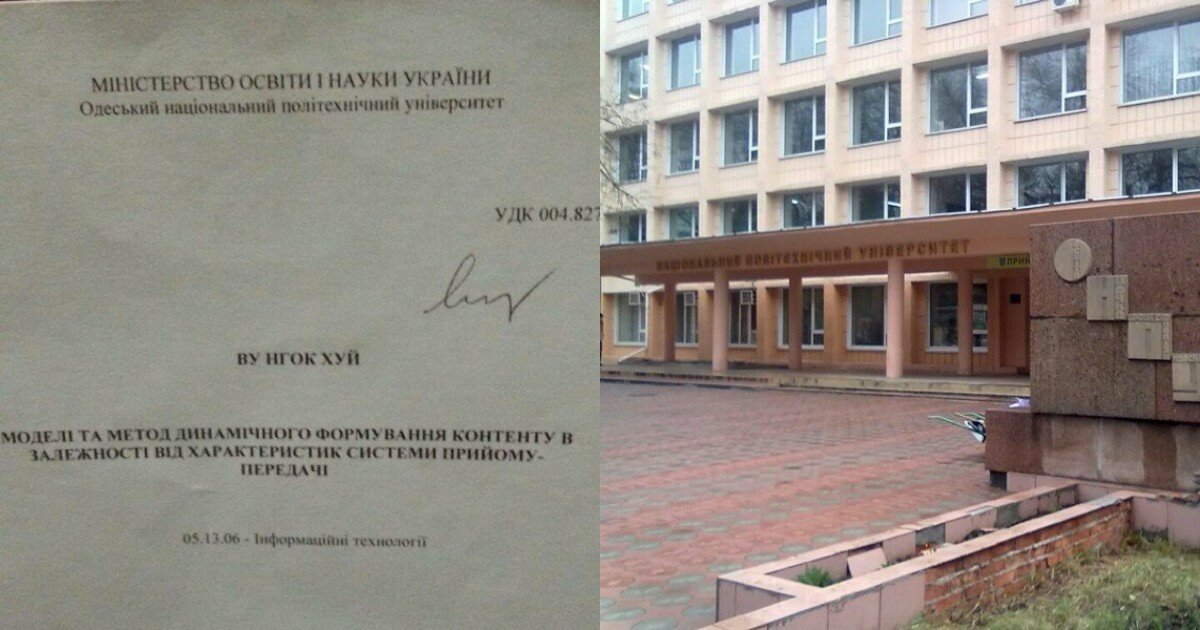 МІНІСТЕРСТВО ОСВІТИ І НАУКИ УКРАЇНИ
Одеський національний політехнічний університет
УДК 004.827
ВУ НГОК ХУЙ
МОДЕЛІ ТА МЕТОД ДИНАМІЧНОГО ФОРМУВАННЯ КОНТЕНТУ В
ЗАЛЕЖНОСТІ ВІД ХАРАКТЕРИСТИК СИСТЕМИ ПРИЙОМУ-
ПЕРЕДАЧІ
05.13.06 - Інформаційні технології
НАЦІОНАЛЬНИЙ ПОЛІТЕХНІЧНИЙ УНІВЕРСИТЕТ